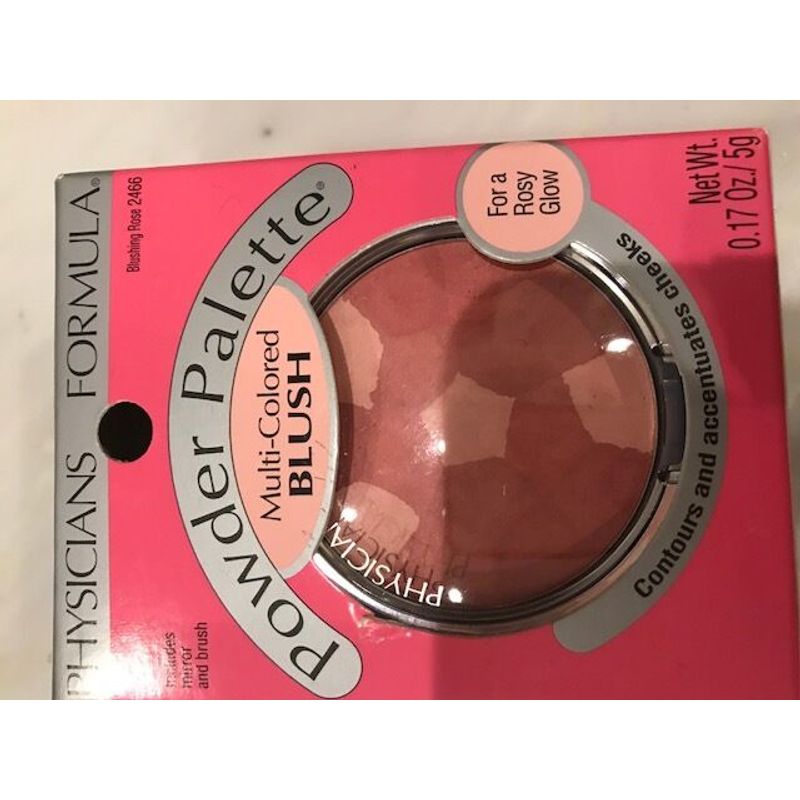 PHYSICIANS FORMULA®
Blushing Rose 2466
Powder Palette®
Multi-Colored
BLUSH
For a
Rosy
Glow
Contours and accentuates cheeks
Net Wt.
0.17 Oz./ 5g
includes
mirror
and brush
PHYSICIA